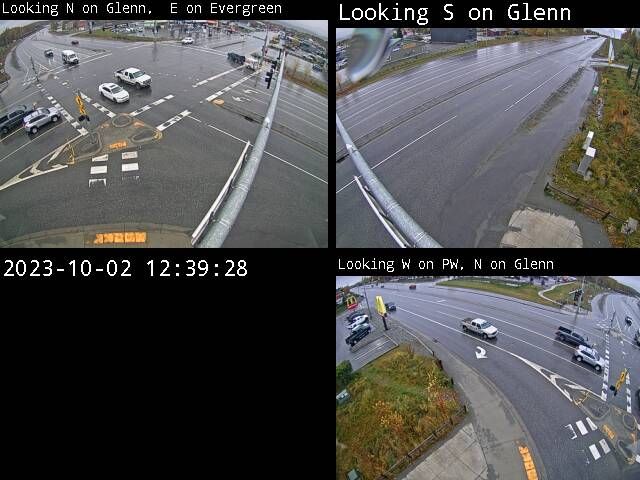 Looking N on Glenn,  E on Evergreen
Looking S on Glenn
2023-10-02 12:39:28
Looking W on PW, N on Glenn